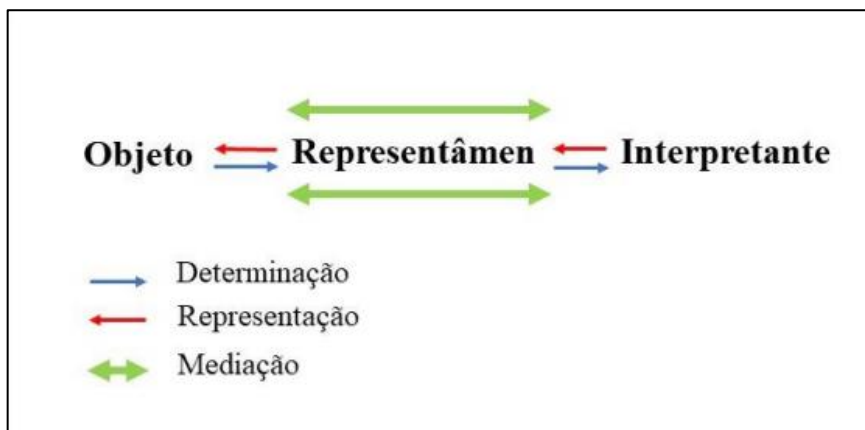 Objeto Representâmen Interpretante
Determinação
Representação
Mediação